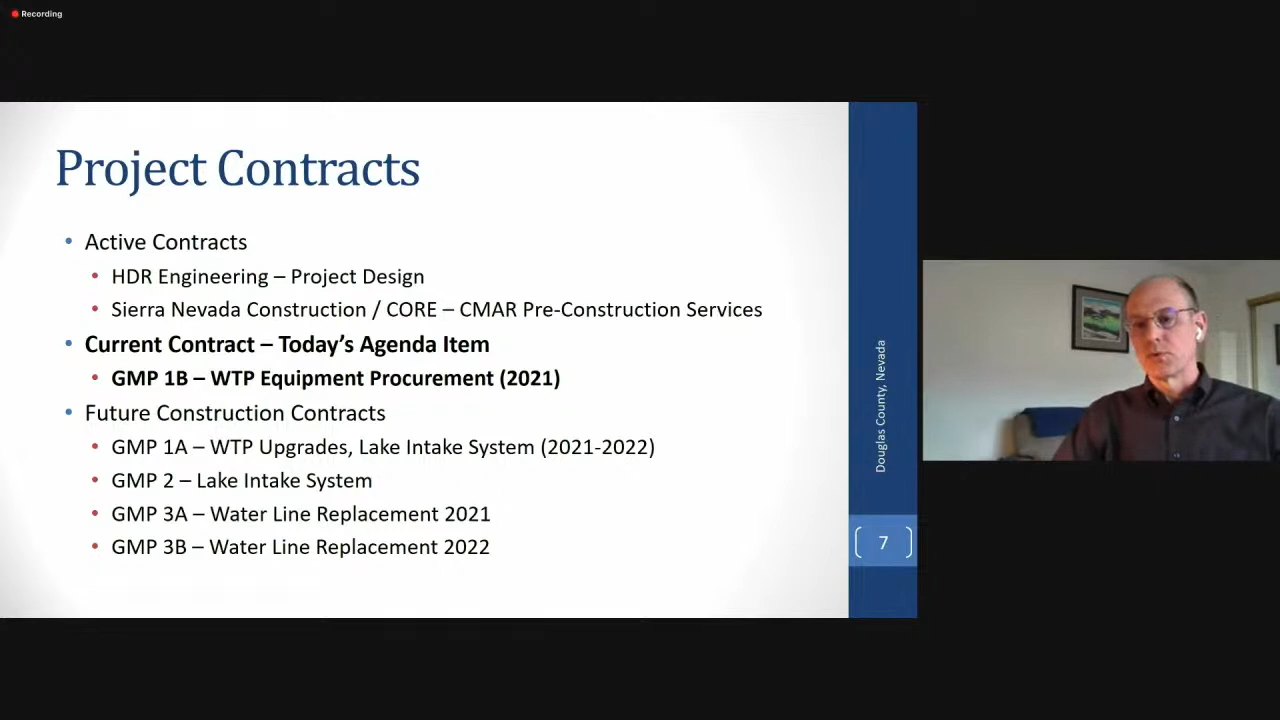 Recording
Project Contracts
• Active Contracts
• HDR Engineering – Project Design
• Sierra Nevada Construction / CORE – CMAR Pre-Construction Services
• Current Contract – Today's Agenda Item
• GMP 1B – WTP Equipment Procurement (2021)
• Future Construction Contracts
• GMP 1A – WTP Upgrades, Lake Intake System (2021-2022)
• GMP 2 – Lake Intake System
• GMP 3A – Water Line Replacement 2021
• GMP 3B – Water Line Replacement 2022
Douglas County, Nevada
7